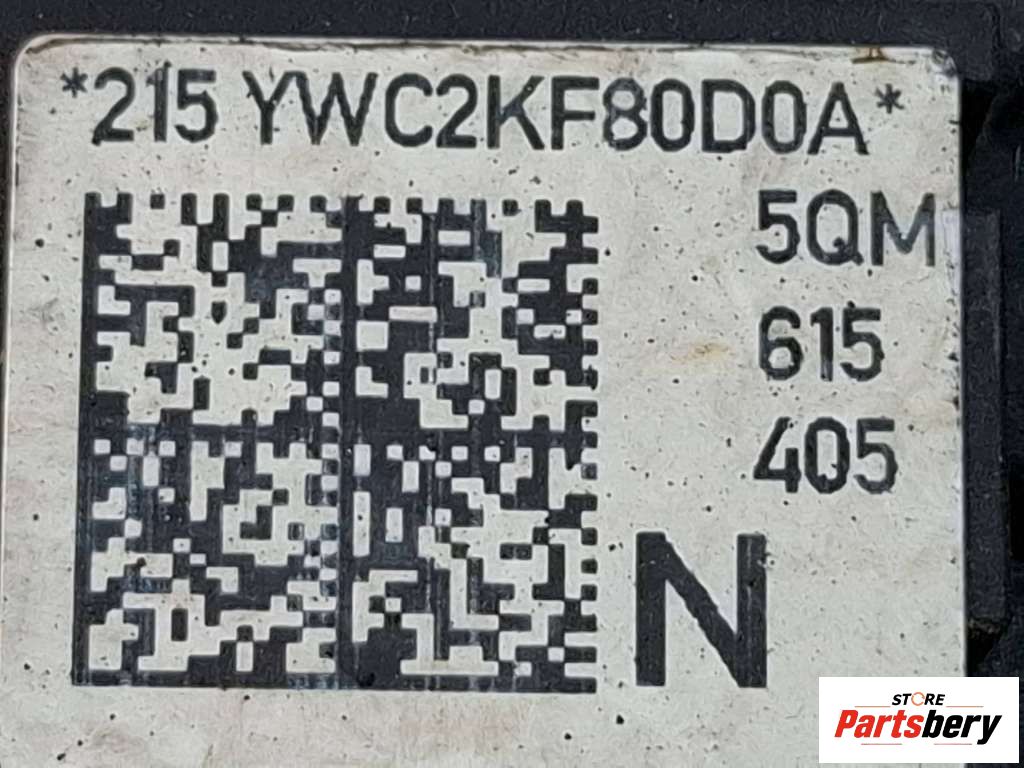 *215 YWC2KF80D0A*
5QM
615
405
N
STORE
Partsbery